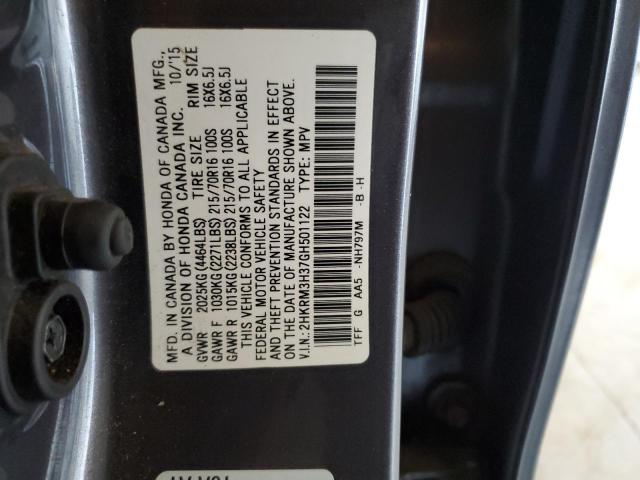 MFD. IN CANADA BY HONDA OF CANADA MFG.,
A DIVISION OF HONDA CANADA INC. 10/'15
TIRE SIZE RIM SIZE
GVWR 2025KG(4464LBS)
GAWR F 1030KG(2271LBS) 215/70R16 100S 16X6.5J
GAWR R 1015KG(2238LBS) 215/70R16 100S 16X6.5J
THIS VEHICLE CONFORMS TO ALL APPLICABLE
FEDERAL MOTOR VEHICLE SAFETY
AND THEFT PREVENTION STANDARDS IN EFFECT
ON THE DATE OF MANUFACTURE SHOWN ABOVE.
V.I.N.: 2HKRM3H37GH501122 TYPE: MPV
TFF G AA5 -NH797M -B -H